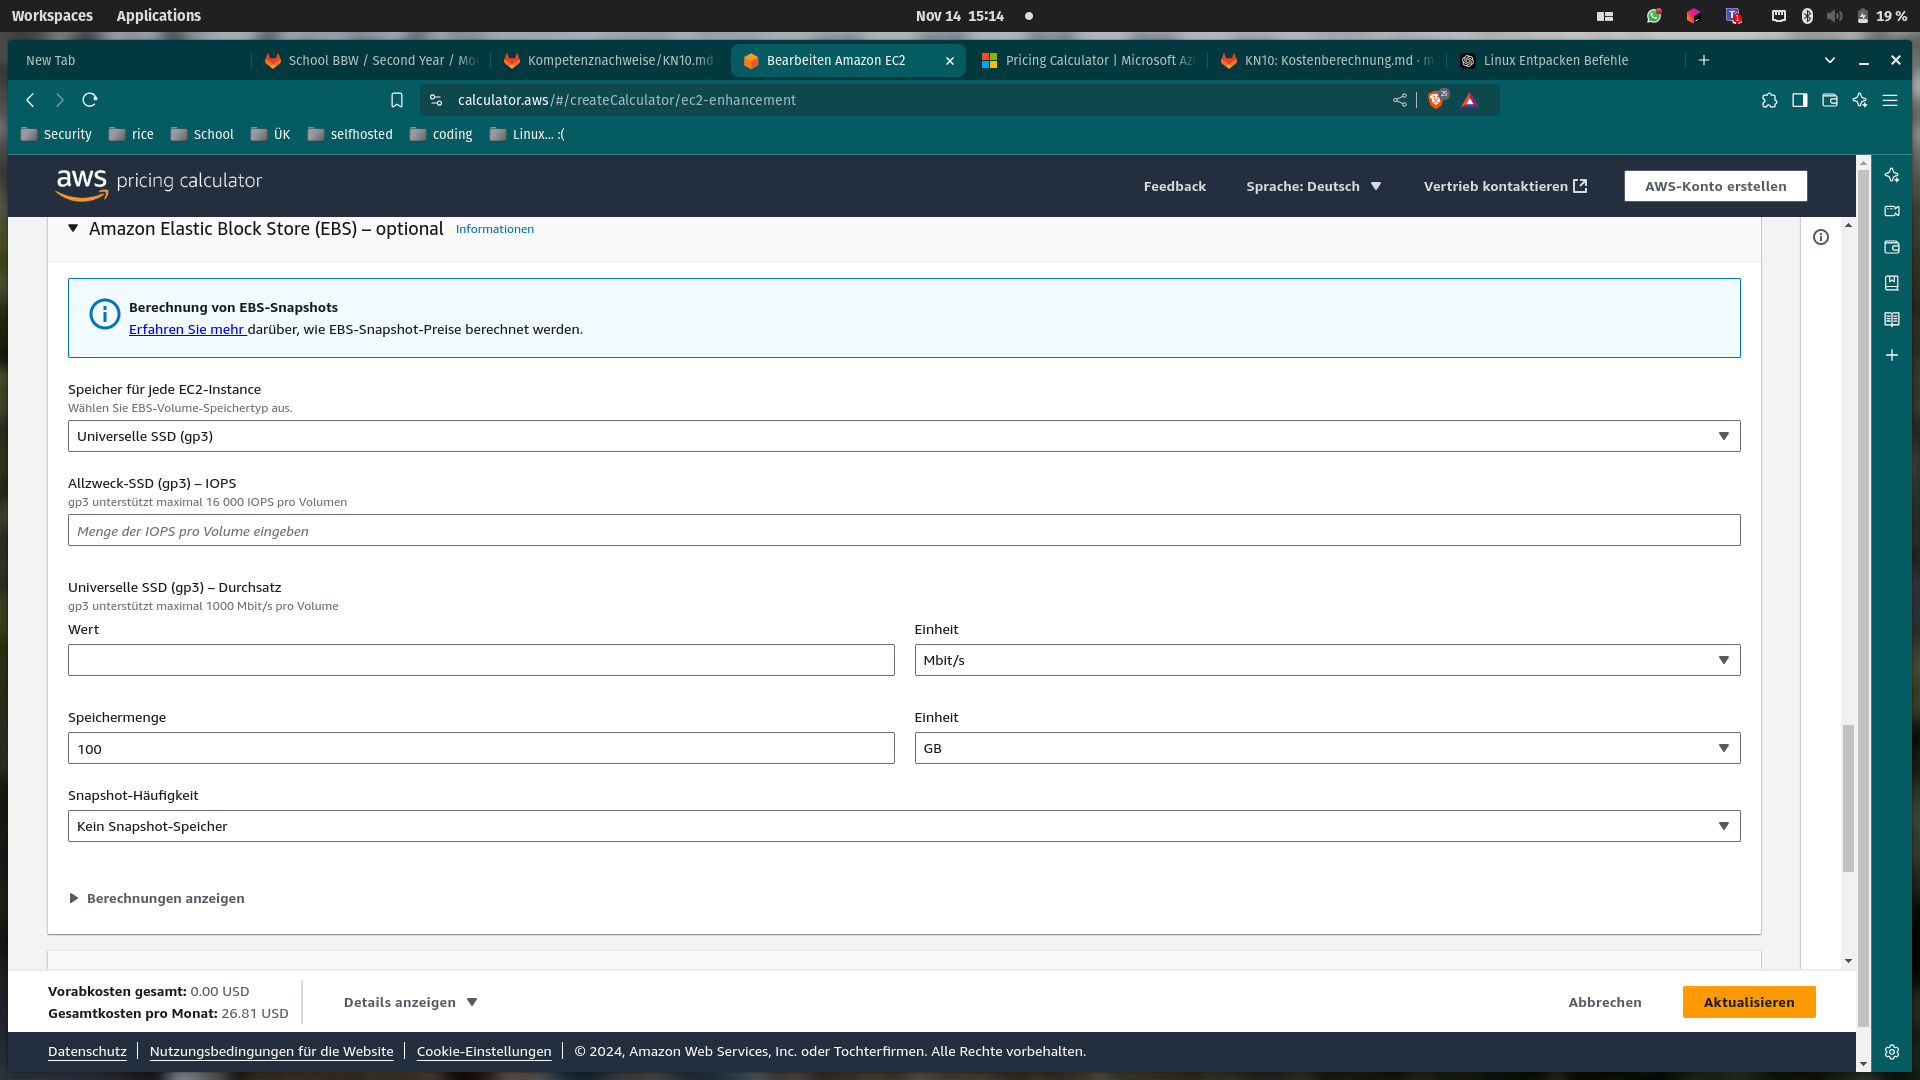 Workspaces Applications Nov 14 15:14 19 %
New Tab School BBW / Second Year / Mo Kompetenznachweise/KN10.md Bearbeiten Amazon EC2 Pricing Calculator | Microsoft Az KN10: Kostenberechnung.md · m Linux Entpacken Befehle
calculator.aws/#/createCalculator/ec2-enhancement 25
Security rice School ÜK selfhosted coding Linux... :(
aws pricing calculator Feedback Sprache: Deutsch Vertrieb kontaktieren AWS-Konto erstellen
Amazon Elastic Block Store (EBS) – optional Informationen
Berechnung von EBS-Snapshots
Erfahren Sie mehr darüber, wie EBS-Snapshot-Preise berechnet werden.
Speicher für jede EC2-Instance
Wählen Sie EBS-Volume-Speichertyp aus.
Universelle SSD (gp3)
Allzweck-SSD (gp3) – IOPS
gp3 unterstützt maximal 16 000 IOPS pro Volumen
Menge der IOPS pro Volume eingeben
Universelle SSD (gp3) – Durchsatz
gp3 unterstützt maximal 1000 Mbit/s pro Volume
Wert Einheit
Mbit/s
Speichermenge Einheit
100 GB
Snapshot-Häufigkeit
Kein Snapshot-Speicher
Berechnungen anzeigen
Vorabkosten gesamt: 0.00 USD
Gesamtkosten pro Monat: 26.81 USD
Details anzeigen Abbrechen Aktualisieren
Datenschutz Nutzungsbedingungen für die Website Cookie-Einstellungen © 2024, Amazon Web Services, Inc. oder Tochterfirmen. Alle Rechte vorbehalten.